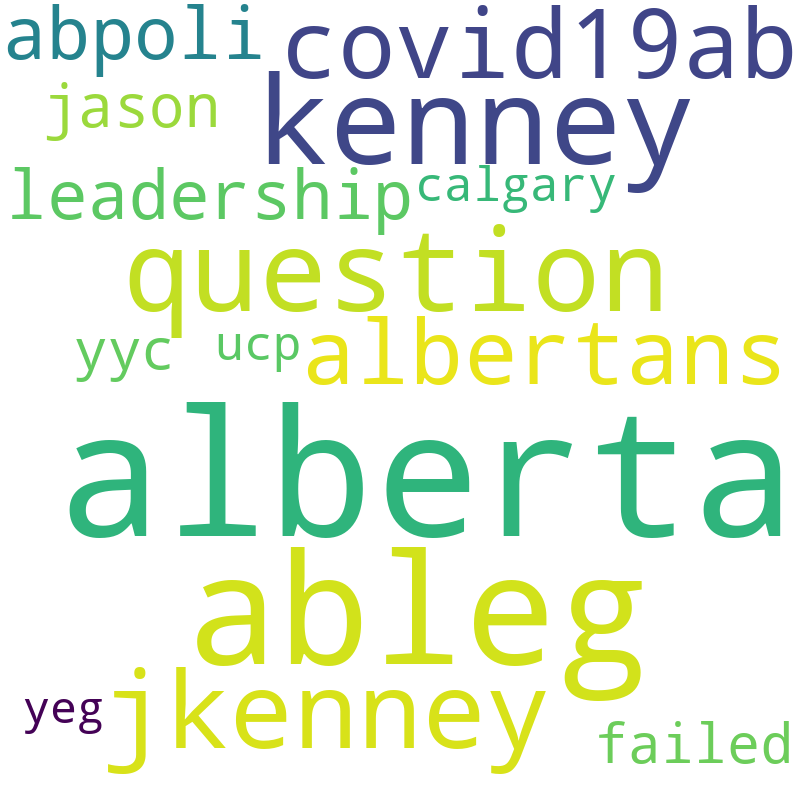 abpoli covid19ab
jason kenney
leadership calgary
question
yyc ucp albertans
alberta
ableg
yeg jkenney failed